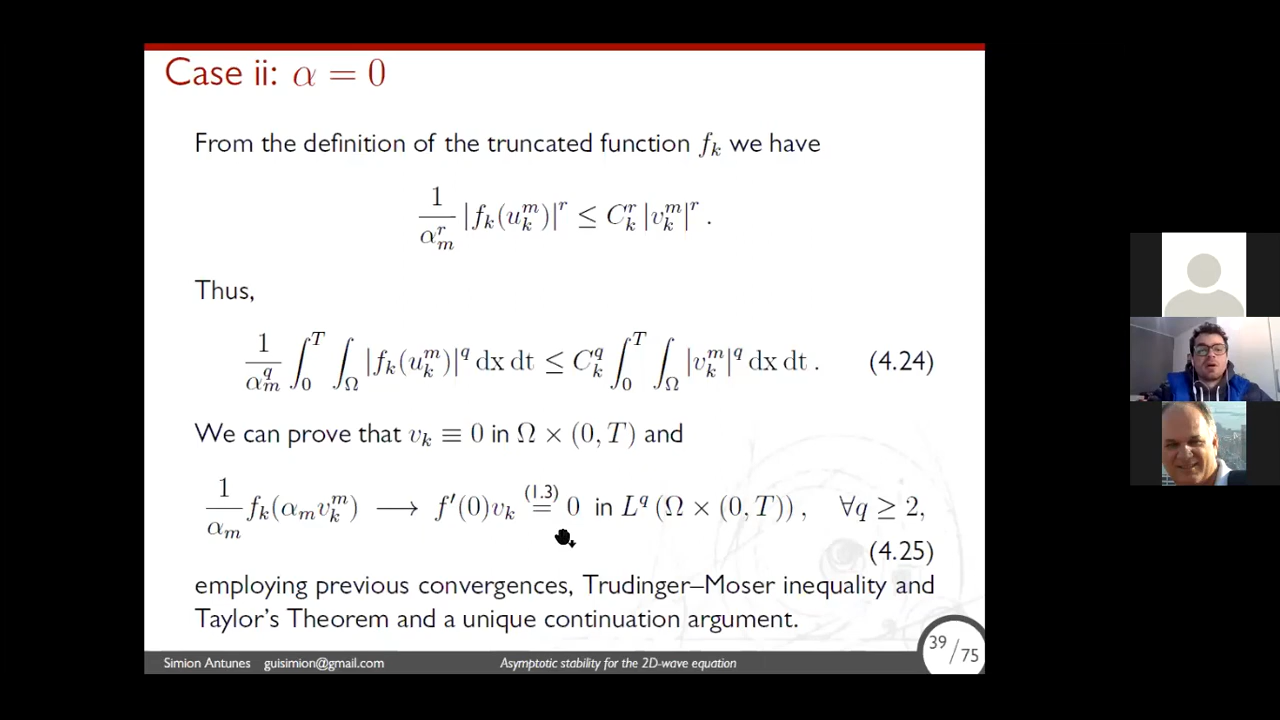 Case ii: α = 0
From the definition of the truncated function f_k we have
\frac{1}{α_m^r} |f_k(u_k^m)|^r ≤ C_k^r |v_k^m|^r .
Thus,
\frac{1}{α_m^q} ∫_0^T ∫_Ω |f_k(u_k^m)|^q dx dt ≤ C_k^q ∫_0^T ∫_Ω |v_k^m|^q dx dt . (4.24)
We can prove that v_k ≡ 0 in Ω × (0, T) and
\frac{1}{α_m} f_k(α_m v_k^m) ⟶ f′(0)v_k \overset{(1.3)}{=} 0 in L^q (Ω × (0, T)) , ∀q ≥ 2,
(4.25)
employing previous convergences, Trudinger–Moser inequality and
Taylor's Theorem and a unique continuation argument.
Simion Antunes guisimion@gmail.com Asymptotic stability for the 2D-wave equation 39/75